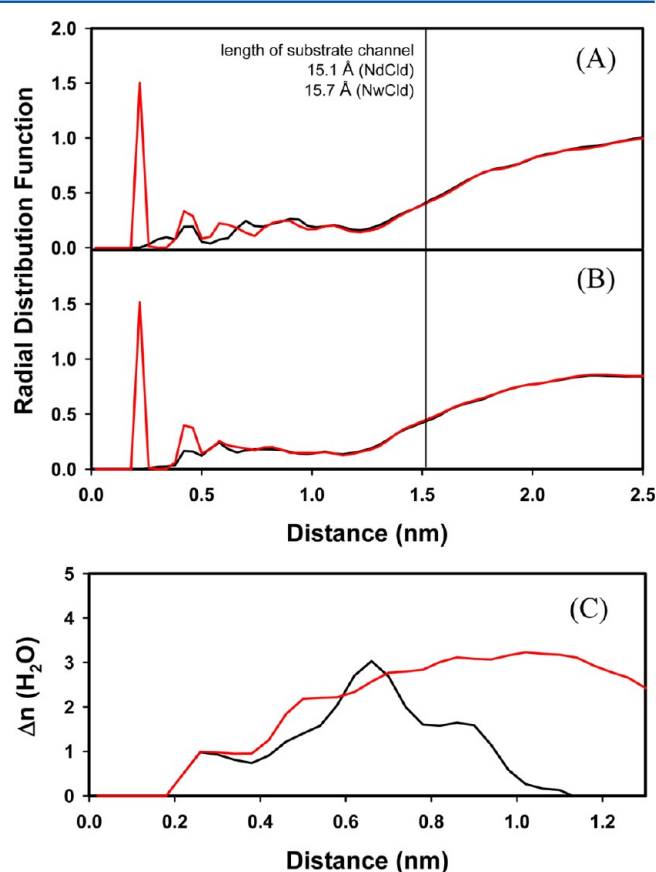 2.0
length of substrate channel
15.1 Å (NdCld)
15.7 Å (NwCld)
(A)
1.5
1.0
0.5
0.0
Radial Distribution Function
(B)
1.5
1.0
0.5
0.0
0.0 0.5 1.0 1.5 2.0 2.5
Distance (nm)
5
(C)
4
3
2
1
0
Δn (H₂O)
0.0 0.2 0.4 0.6 0.8 1.0 1.2
Distance (nm)